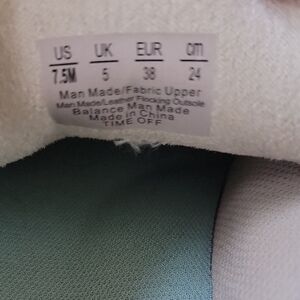 US UK EUR cm
7.5M 5 38 24
Man Made/Fabric Upper
Man Made/Leather Flocking Outsole
Balance Man Made
Made in China
TIME OFF